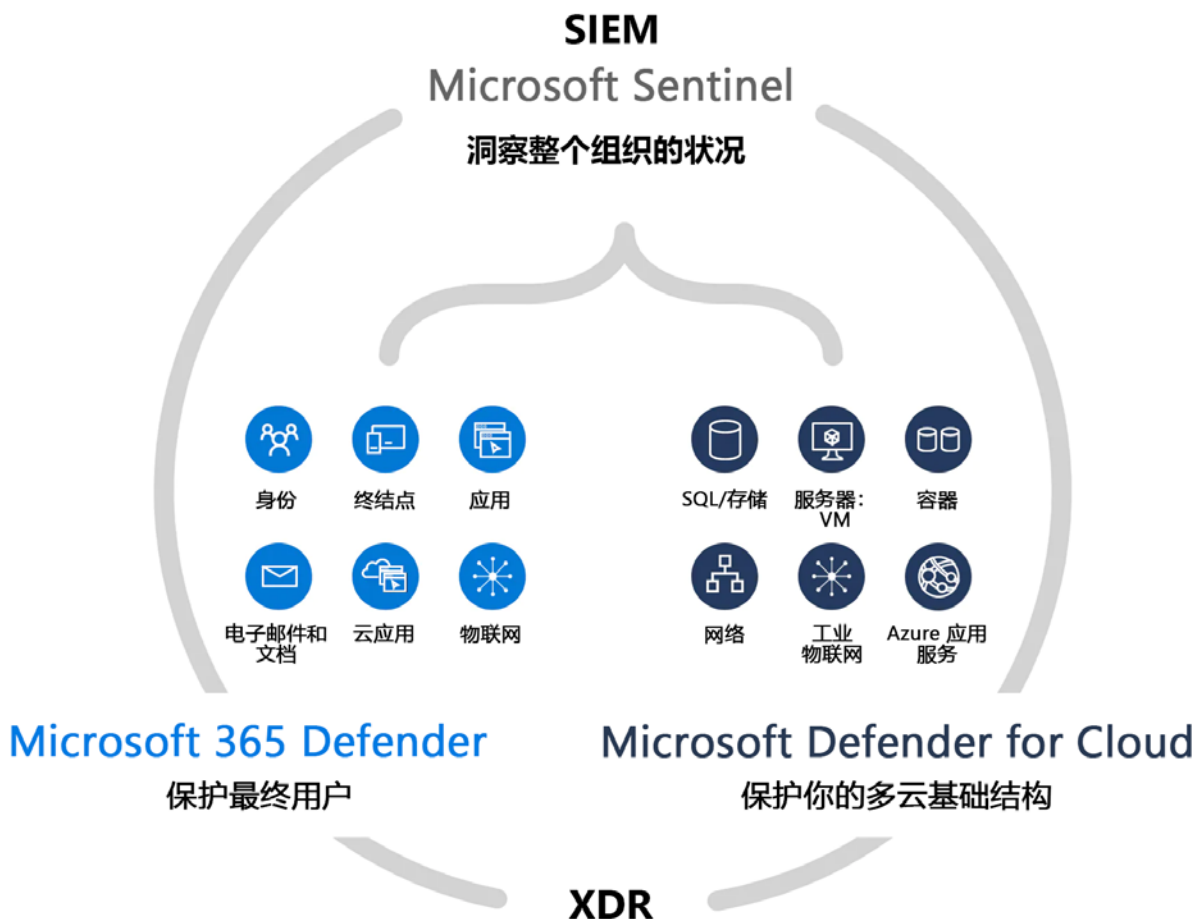 SIEM
Microsoft Sentinel
洞察整个组织的状况
身份
终结点
应用
SQL/存储
服务器：
VM
容器
电子邮件和
文档
云应用
物联网
网络
工业
物联网
Azure 应用
服务
Microsoft 365 Defender
保护最终用户
Microsoft Defender for Cloud
保护你的多云基础结构
XDR